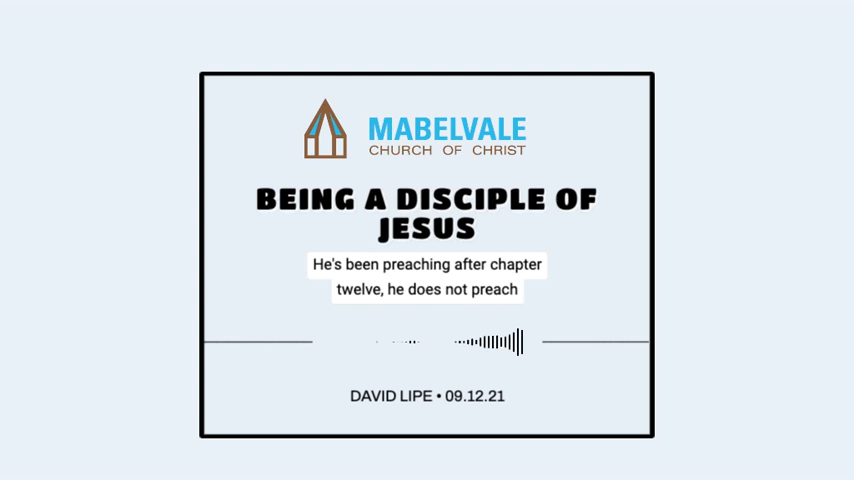 MABELVALE
CHURCH OF CHRIST
BEING A DISCIPLE OF
JESUS
He's been preaching after chapter
twelve, he does not preach
DAVID LIPE • 09.12.21